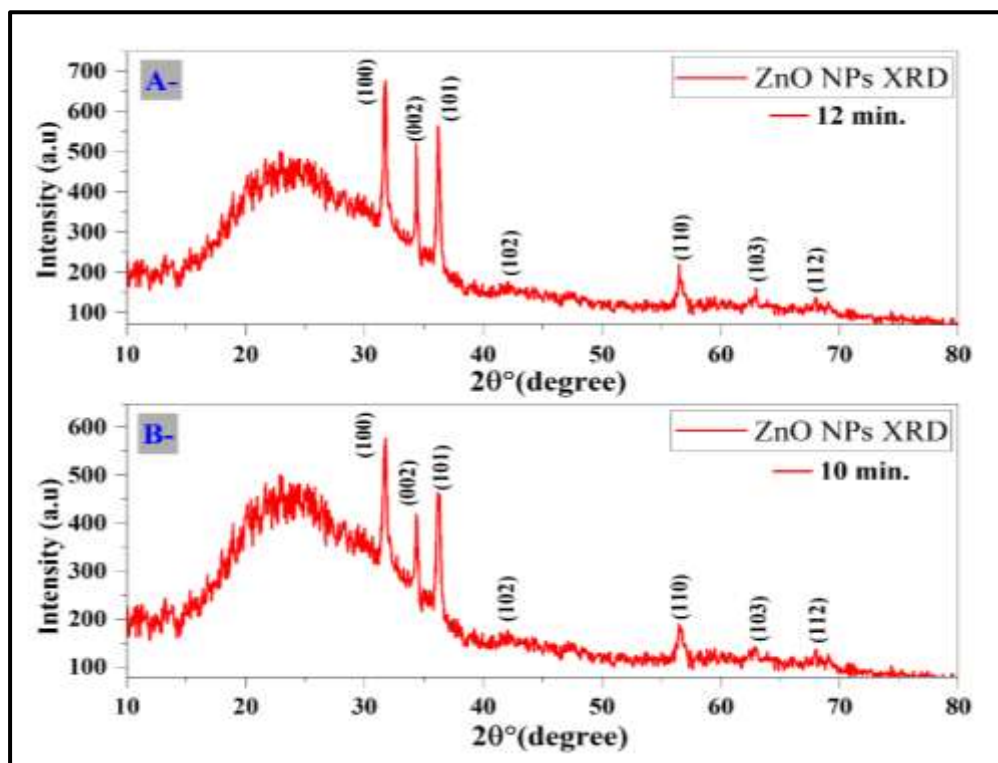 A-
ZnO NPs XRD
12 min.
(100)
(002)
(101)
(102)
(110)
(103)
(112)
Intensity (a.u)
700
600
500
400
300
200
100
10 20 30 40 50 60 70 80
2θ°(degree)
B-
ZnO NPs XRD
10 min.
(100)
(002)
(101)
(102)
(110)
(103)
(112)
Intensity (a.u)
600
500
400
300
200
100
10 20 30 40 50 60 70 80
2θ°(degree)